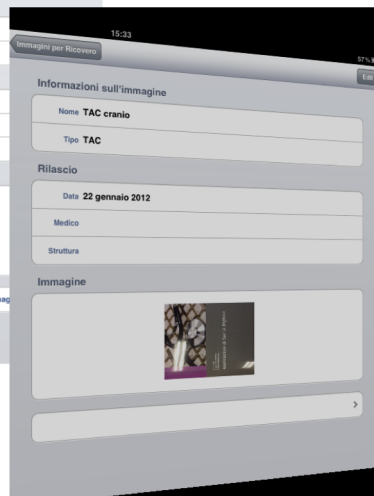 15:33
57%
Immagini per Ricovero
Edit
Informazioni sull'immagine
Nome TAC cranio
Tipo TAC
Rilascio
Data 22 gennaio 2012
Medico
Struttura
Immagine